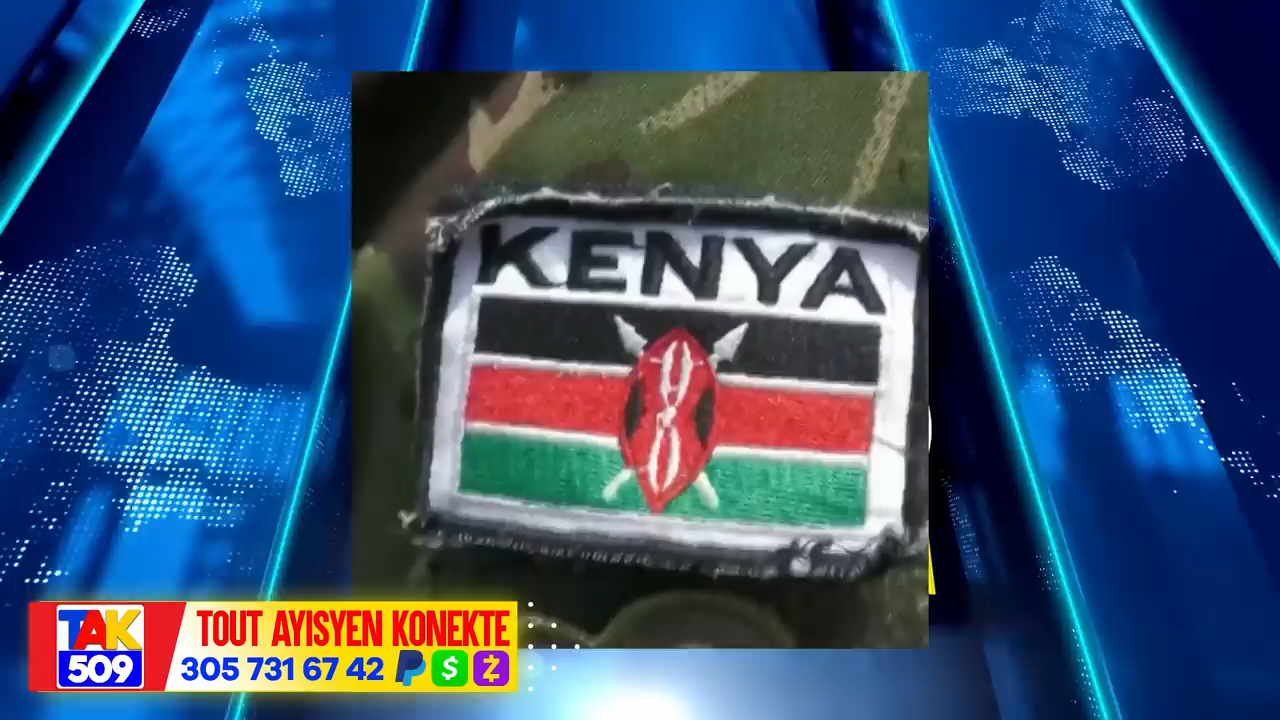 KENYA
TAK
509
TOUT AYISYEN KONEKTE
305 731 67 42